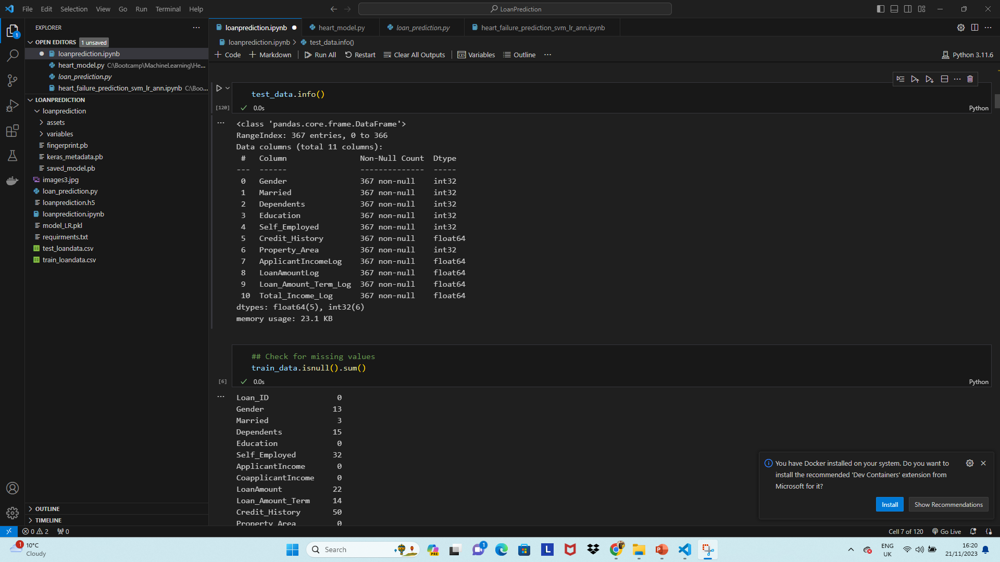 File Edit Selection View Go Run Terminal Help
LoanPrediction
EXPLORER
OPEN EDITORS 1 unsaved
loanprediction.ipynb
heart_model.py C:\Bootcamp\MachineLearning\He...
loan_prediction.py
heart_failure_prediction_svm_lr_ann.ipynb C:\Boo...
LOANPREDICTION
loanprediction
assets
variables
fingerprint.pb
keras_metadata.pb
saved_model.pb
images3.jpg
loan_prediction.py
loanprediction.h5
loanprediction.ipynb
model_LR.pkl
requirments.txt
test_loandata.csv
train_loandata.csv
OUTLINE
TIMELINE
loanprediction.ipynb heart_model.py loan_prediction.py heart_failure_prediction_svm_lr_ann.ipynb
loanprediction.ipynb > test_data.info()
+ Code + Markdown Run All Restart Clear All Outputs Variables Outline ... Python 3.11.6
test_data.info()
[120] 0.0s Python
<class 'pandas.core.frame.DataFrame'>
RangeIndex: 367 entries, 0 to 366
Data columns (total 11 columns):
# Column Non-Null Count Dtype
--- ------ -------------- -----
0 Gender 367 non-null int32
1 Married 367 non-null int32
2 Dependents 367 non-null int32
3 Education 367 non-null int32
4 Self_Employed 367 non-null int32
5 Credit_History 367 non-null float64
6 Property_Area 367 non-null int32
7 ApplicantIncomeLog 367 non-null float64
8 LoanAmountLog 367 non-null float64
9 Loan_Amount_Term_Log 367 non-null float64
10 Total_Income_Log 367 non-null float64
dtypes: float64(5), int32(6)
memory usage: 23.1 KB
## Check for missing values
train_data.isnull().sum()
[6] 0.0s Python
Loan_ID 0
Gender 13
Married 3
Dependents 15
Education 0
Self_Employed 32
ApplicantIncome 0
CoapplicantIncome 0
LoanAmount 22
Loan_Amount_Term 14
Credit_History 50
Property_Area 0
You have Docker installed on your system. Do you want to
install the recommended 'Dev Containers' extension from
Microsoft for it?
Install Show Recommendations
0 2 0 Cell 7 of 120 Go Live
1 10°C
Cloudy
Search
PRE
1
L
P
ENG
UK
16:20
21/11/2023